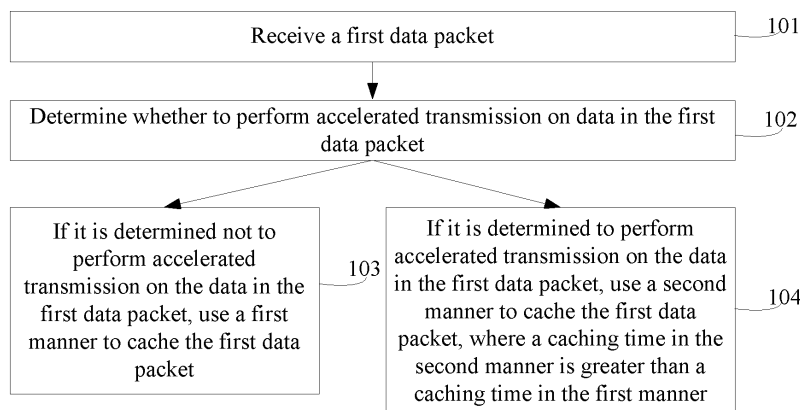 Receive a first data packet
101
Determine whether to perform accelerated transmission on data in the first
data packet
102
If it is determined not to
perform accelerated
transmission on the data in the
first data packet, use a first
manner to cache the first data
packet
103
If it is determined to perform
accelerated transmission on the data
in the first data packet, use a second
manner to cache the first data
packet, where a caching time in the
second manner is greater than a
caching time in the first manner
104